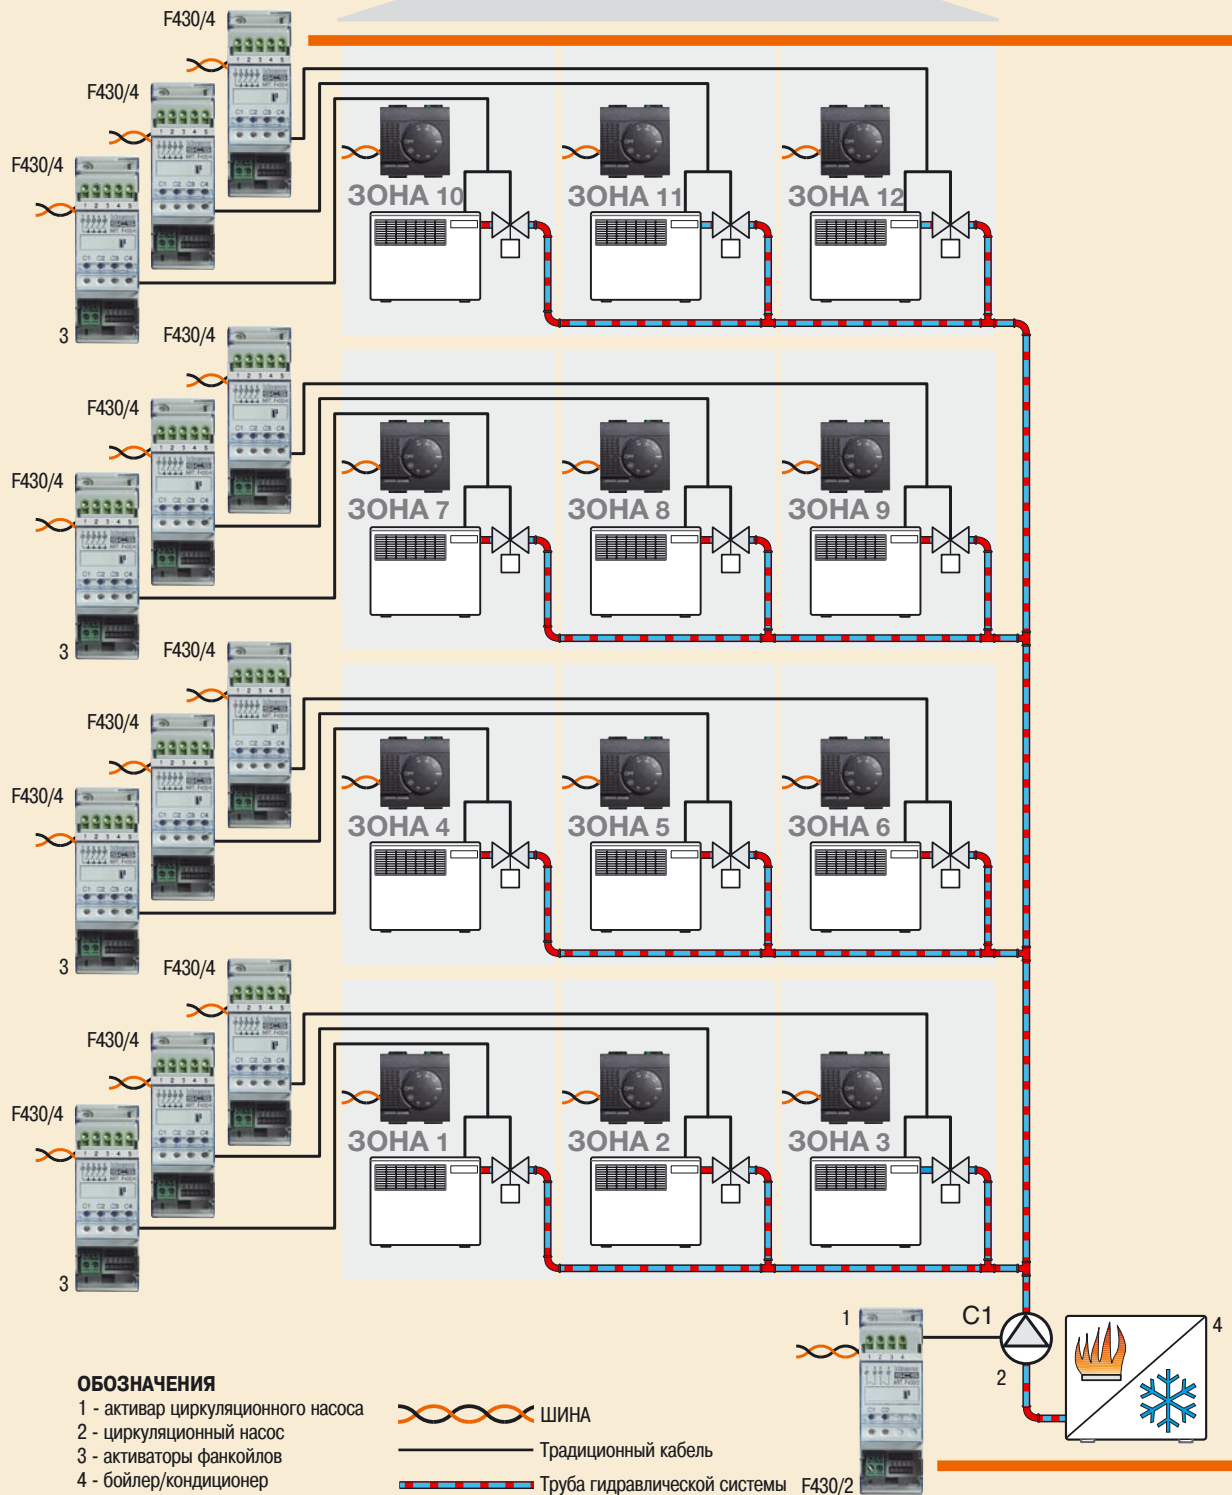 F430/4
F430/4
F430/4
3
ЗОНА 10
ЗОНА 11
ЗОНА 12
F430/4
F430/4
F430/4
3
ЗОНА 7
ЗОНА 8
ЗОНА 9
F430/4
F430/4
F430/4
3
ЗОНА 4
ЗОНА 5
ЗОНА 6
F430/4
F430/4
F430/4
3
ЗОНА 1
ЗОНА 2
ЗОНА 3
1
C1
4
2
ОБОЗНАЧЕНИЯ
1 - активар циркуляционного насоса
2 - циркуляционный насос
3 - активаторы фанкойлов
4 - бойлер/кондиционер
ШИНА
Традиционный кабель
Труба гидравлической системы
F430/2